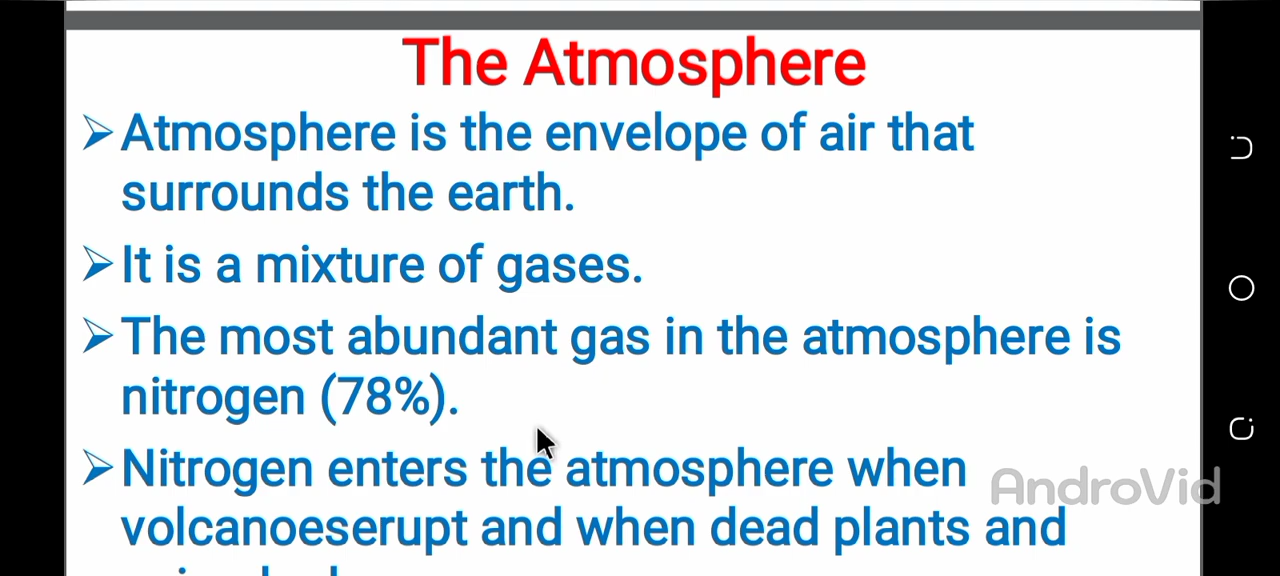 The Atmosphere
➢Atmosphere is the envelope of air that
surrounds the earth.
➢It is a mixture of gases.
➢The most abundant gas in the atmosphere is
nitrogen (78%).
➢Nitrogen enters the atmosphere when
volcanoeserupt and when dead plants and
AndroVid